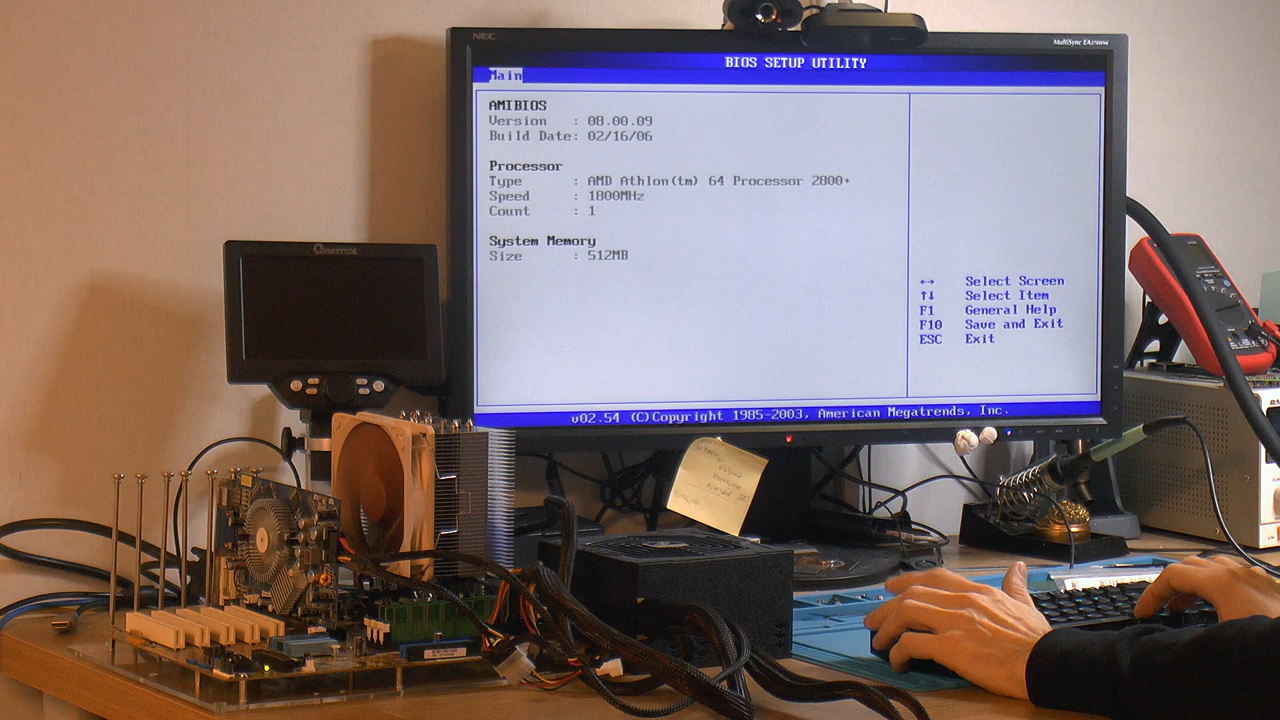 NEC
MultiSync EA244WMi
BIOS SETUP UTILITY
Main
AMIBIOS
Version : 08.00.09
Build Date: 02/16/06
Processor
Type : AMD Athlon(tm) 64 Processor 2800+
Speed : 1800MHz
Count : 1
System Memory
Size : 512MB
↔ Select Screen
↑↓ Select Item
F1 General Help
F10 Save and Exit
ESC Exit
v02.54 (C)Copyright 1985-2003, American Megatrends, Inc.